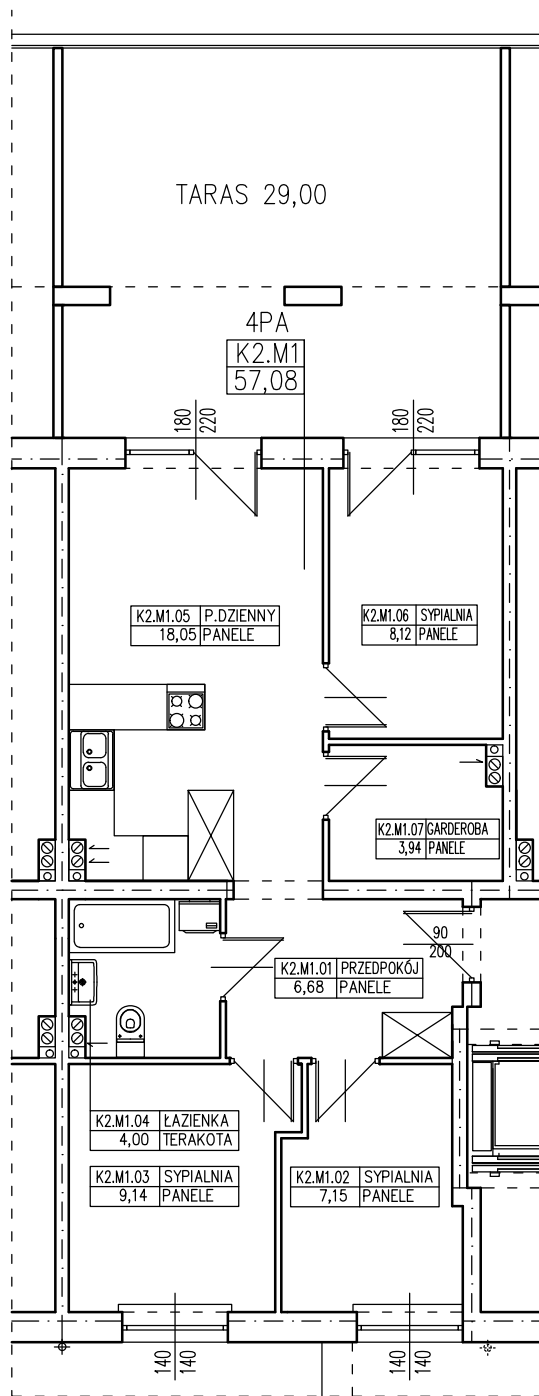 TARAS 29,00
4PA
K2.M1
57,08
180
220
180
220
K2.M1.05 P.DZIENNY
18,05 PANELE
K2.M1.06 SYPIALNIA
8,12 PANELE
K2.M1.07 GARDEROBA
3,94 PANELE
90
200
K2.M1.01 PRZEDPOKÓJ
6,68 PANELE
K2.M1.04 ŁAZIENKA
4,00 TERAKOTA
K2.M1.03 SYPIALNIA
9,14 PANELE
K2.M1.02 SYPIALNIA
7,15 PANELE
140
140
140
140